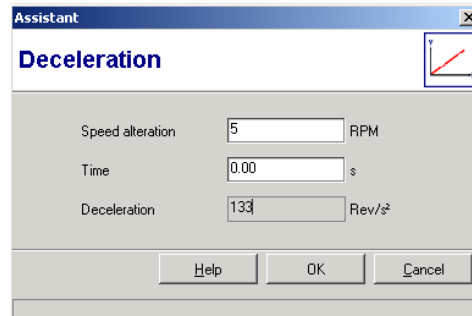 Assistant
Deceleration
Y
Speed alteration 5 RPM
Time 0.00 s
Deceleration 133 Rev/s²
Help OK Cancel